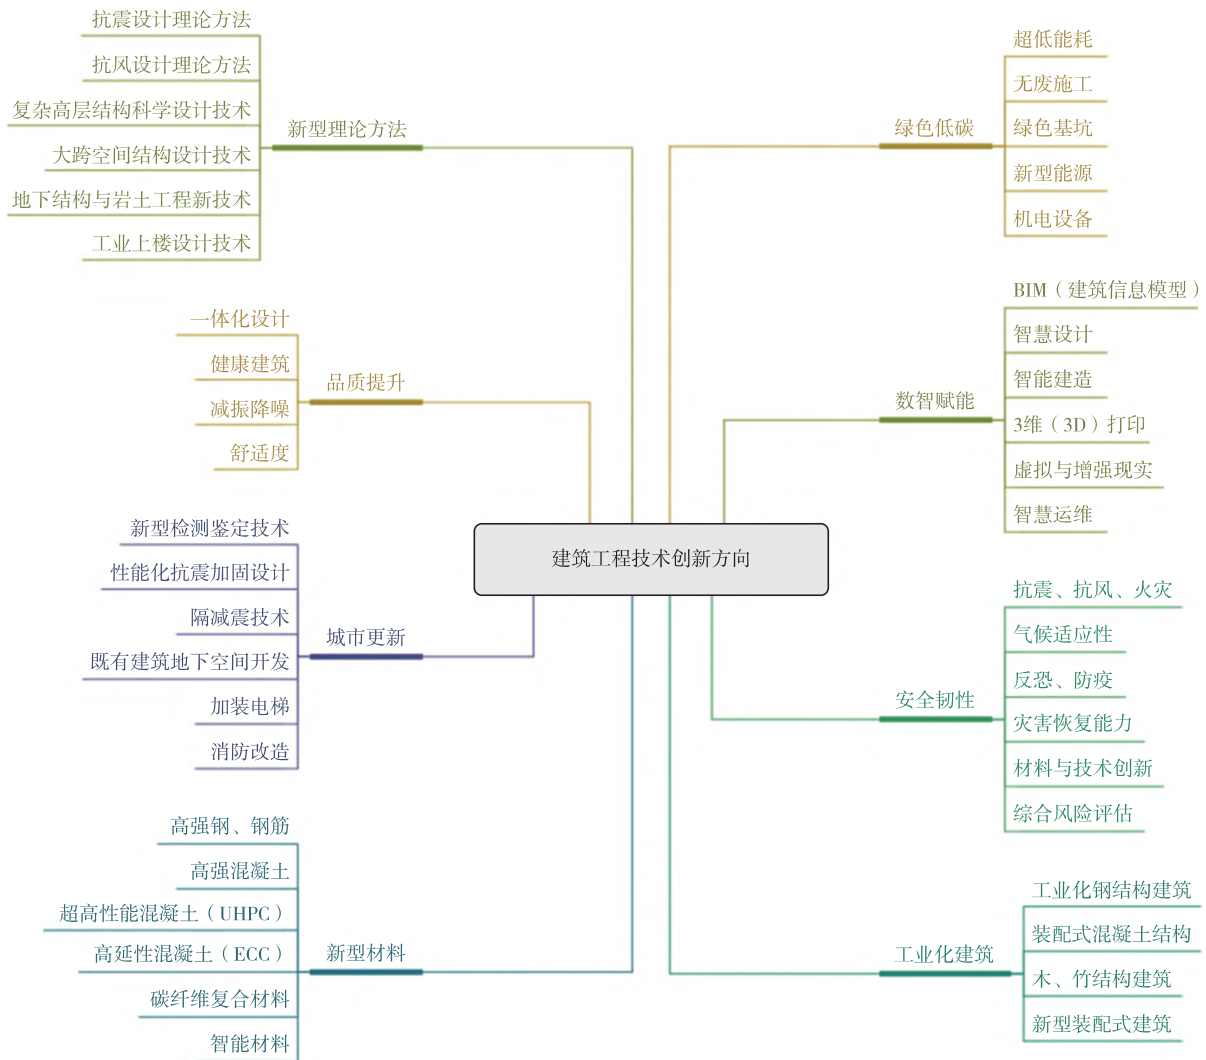 抗震设计理论方法
抗风设计理论方法
复杂高层结构科学设计技术
大跨空间结构设计技术
地下结构与岩土工程新技术
工业上楼设计技术
新型理论方法
一体化设计
健康建筑
减振降噪
舒适度
品质提升
新型检测鉴定技术
性能化抗震加固设计
隔减震技术
既有建筑地下空间开发
加装电梯
消防改造
城市更新
高强钢、钢筋
高强混凝土
超高性能混凝土（UHPC）
高延性混凝土（ECC）
碳纤维复合材料
智能材料
新型材料
建筑工程技术创新方向
绿色低碳
超低能耗
无废施工
绿色基坑
新型能源
机电设备
数智赋能
BIM（建筑信息模型）
智慧设计
智能建造
3维（3D）打印
虚拟与增强现实
智慧运维
安全韧性
抗震、抗风、火灾
气候适应性
反恐、防疫
灾害恢复能力
材料与技术创新
综合风险评估
工业化建筑
工业化钢结构建筑
装配式混凝土结构
木、竹结构建筑
新型装配式建筑